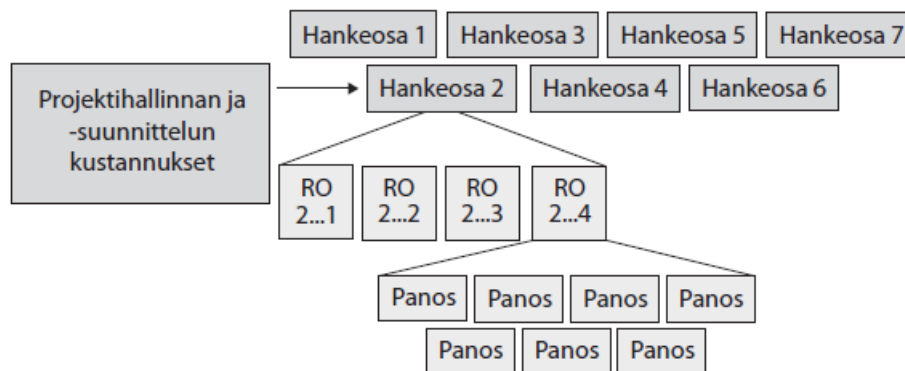 Hankeosa 1 Hankeosa 3 Hankeosa 5 Hankeosa 7
Projektihallinnan ja
-suunnittelun
kustannukset
Hankeosa 2 Hankeosa 4 Hankeosa 6
RO RO RO RO
2...1 2...2 2...3 2...4
Panos Panos Panos Panos
Panos Panos Panos